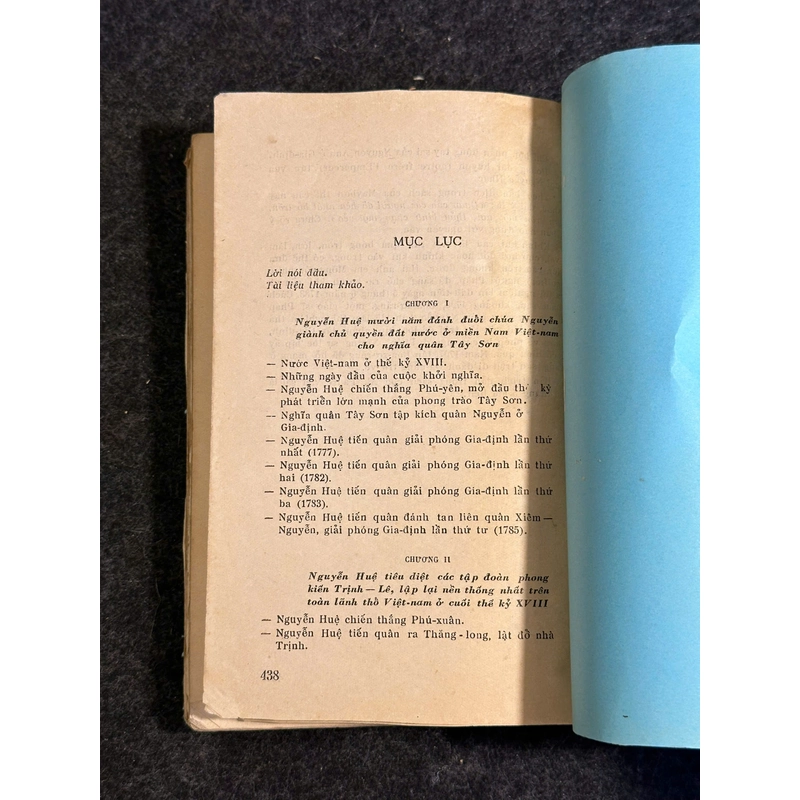 MỤC LỤC
Lời nói đầu.
Tài liệu tham khảo.
CHƯƠNG I
Nguyễn Huệ mười năm đánh đuổi chúa Nguyễn
giành chủ quyền đất nước ở miền Nam Việt-nam
cho nghĩa quân Tây Sơn
— Nước Việt-nam ở thế kỷ XVIII.
— Những ngày đầu của cuộc khởi nghĩa.
— Nguyễn Huệ chiến thắng Phú-yên, mở đầu thời kỳ
phát triển lớn mạnh của phong trào Tây Sơn.
— Nghĩa quân Tây Sơn tập kích quân Nguyễn ở
Gia-định.
— Nguyễn Huệ tiến quân giải phóng Gia-định lần thứ
nhất (1777).
— Nguyễn Huệ tiến quân giải phóng Gia-định lần thứ
hai (1782).
— Nguyễn Huệ tiến quân giải phóng Gia-định lần thứ
ba (1783).
— Nguyễn Huệ tiến quân đánh tan liên quân Xiêm —
Nguyễn, giải phóng Gia-định lần thứ tư (1785).
CHƯƠNG II
Nguyễn Huệ tiêu diệt các tập đoàn phong
kiến Trịnh — Lê, lập lại nền thống nhất trên
toàn lãnh thổ Việt-nam ở cuối thế kỷ XVIII
— Nguyễn Huệ chiến thắng Phú-xuân.
— Nguyễn Huệ tiến quân ra Thăng-long, lật đổ nhà
Trịnh.
438